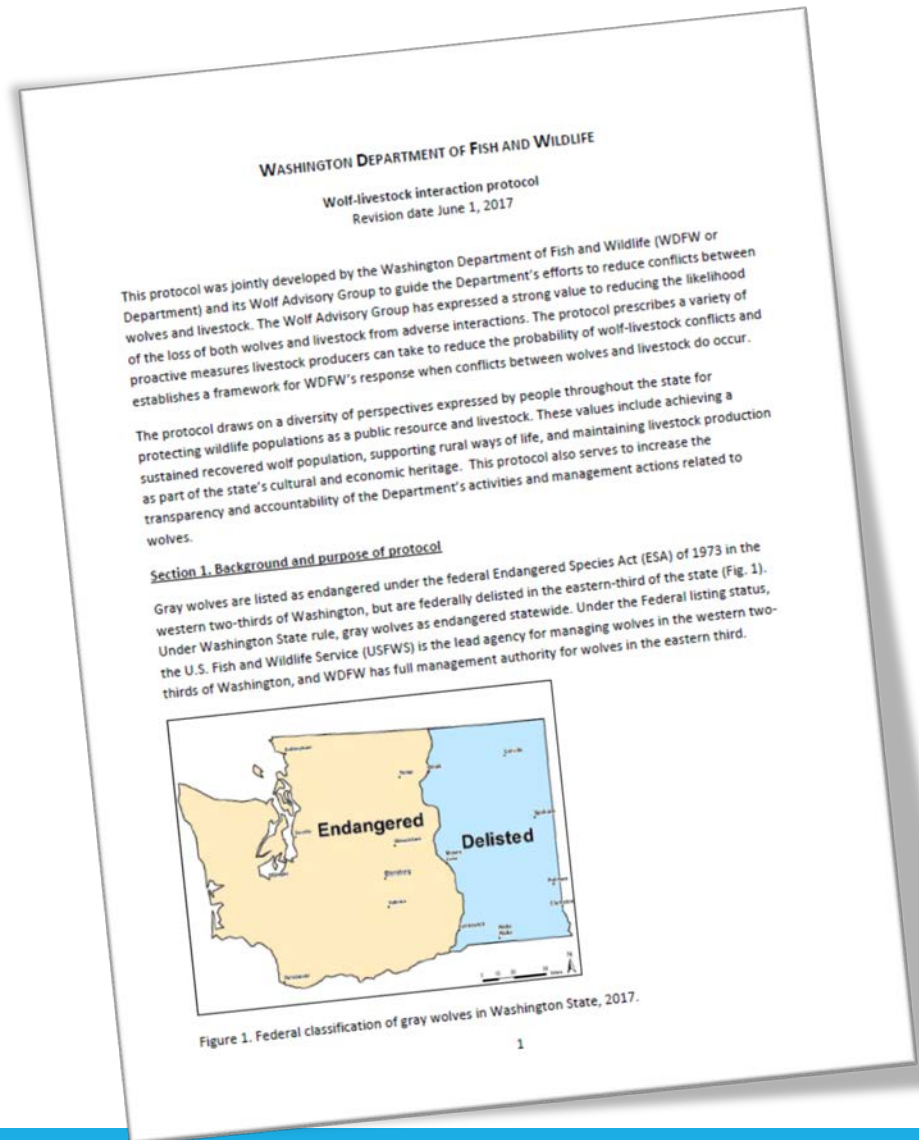 WASHINGTON DEPARTMENT OF FISH AND WILDLIFE
Wolf-livestock interaction protocol
Revision date June 1, 2017
This protocol was jointly developed by the Washington Department of Fish and Wildlife (WDFW or
Department) and its Wolf Advisory Group to guide the Department's efforts to reduce conflicts between
wolves and livestock. The Wolf Advisory Group has expressed a strong value to reducing the likelihood
of the loss of both wolves and livestock from adverse interactions. The protocol prescribes a variety of
proactive measures livestock producers can take to reduce the probability of wolf-livestock conflicts and
establishes a framework for WDFW's response when conflicts between wolves and livestock do occur.
The protocol draws on a diversity of perspectives expressed by people throughout the state for
protecting wildlife populations as a public resource and livestock. These values include achieving a
sustained recovered wolf population, supporting rural ways of life, and maintaining livestock production
as part of the state's cultural and economic heritage. This protocol also serves to increase the
transparency and accountability of the Department's activities and management actions related to
wolves.
Section 1. Background and purpose of protocol
Gray wolves are listed as endangered under the federal Endangered Species Act (ESA) of 1973 in the
western two-thirds of Washington, but are federally delisted in the eastern-third of the state (Fig. 1).
Under Washington State rule, gray wolves as endangered statewide. Under the Federal listing status,
the U.S. Fish and Wildlife Service (USFWS) is the lead agency for managing wolves in the western two-
thirds of Washington, and WDFW has full management authority for wolves in the eastern third.
Endangered
Delisted
Figure 1. Federal classification of gray wolves in Washington State, 2017.
1